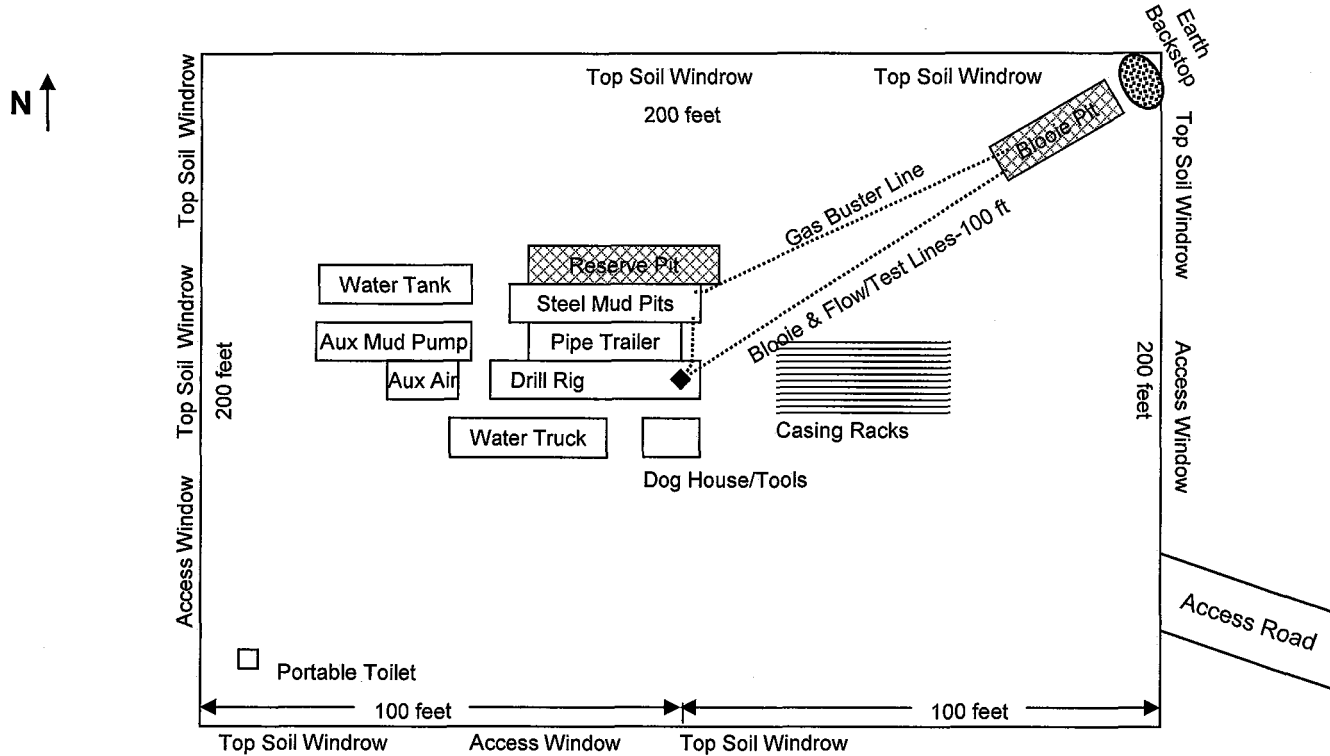 Earth
Backstop
N
Top Soil Windrow
Top Soil Windrow
200 feet
Top Soil Windrow
Blooie Pit
Top Soil Windrow
Gas Buster Line
Blooie & Flow/Test Lines-100 ft
Reserve Pit
Water Tank
Steel Mud Pits
Aux Mud Pump
Pipe Trailer
Aux Air
Drill Rig
Top Soil Windrow
200 feet
200 feet
Access Window
Casing Racks
Water Truck
Dog House/Tools
Access Window
Access Road
Portable Toilet
100 feet
100 feet
Top Soil Windrow
Access Window
Top Soil Windrow